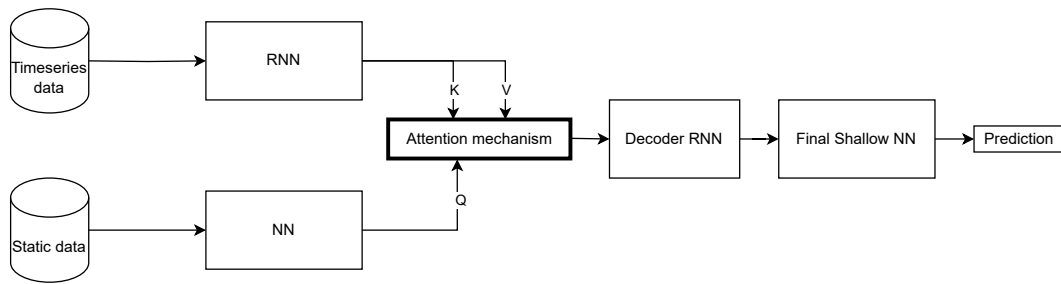 Timeseries
data
RNN
K
V
Attention mechanism
Decoder RNN
Final Shallow NN
Prediction
Q
Static data
NN